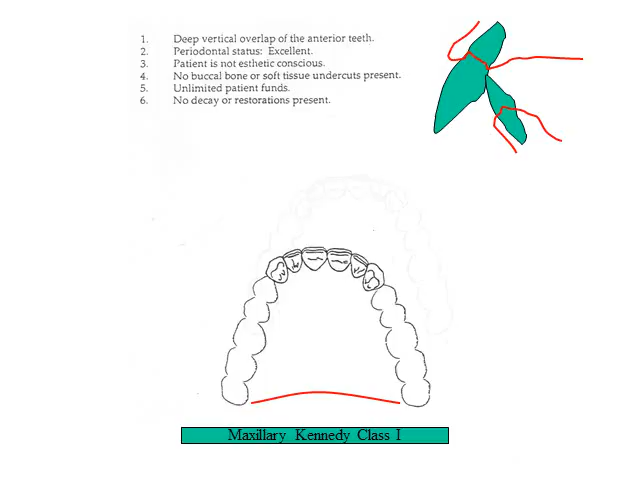 1. Deep vertical overlap of the anterior teeth.
2. Periodontal status: Excellent.
3. Patient is not esthetic conscious.
4. No buccal bone or soft tissue undercuts present.
5. Unlimited patient funds.
6. No decay or restorations present.
Maxillary Kennedy Class I